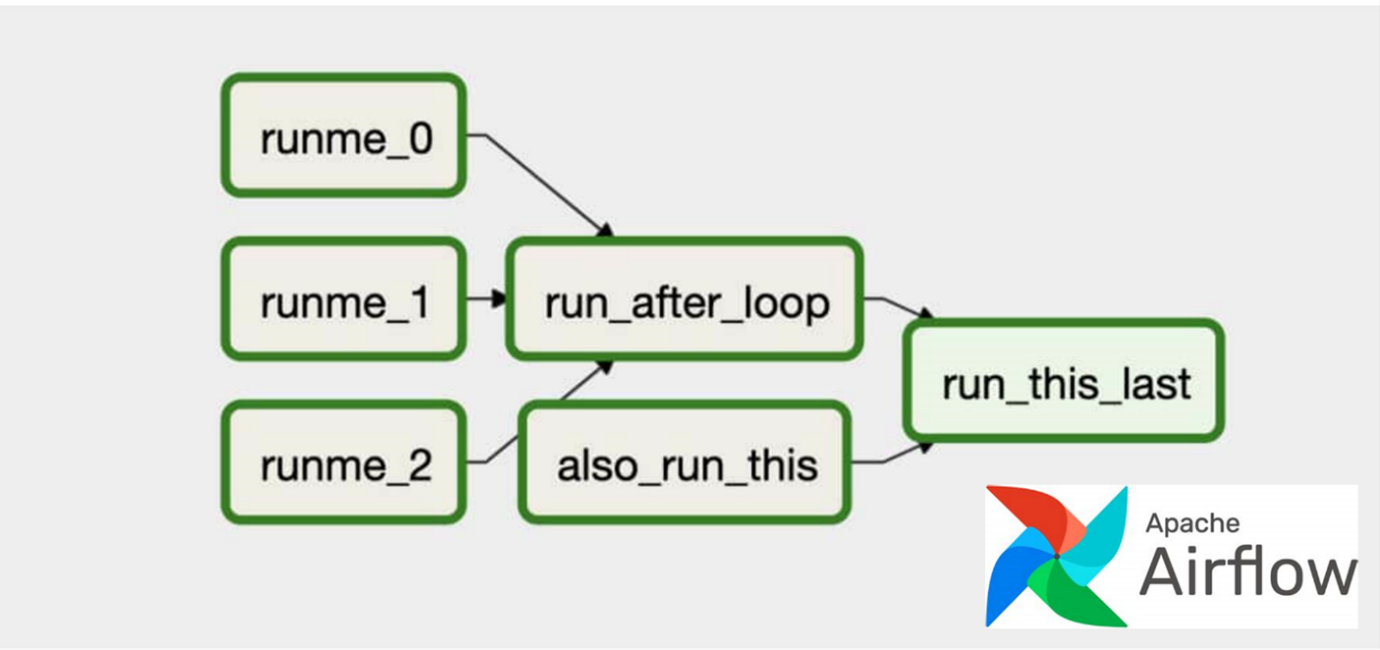 runme_0
runme_1
run_after_loop
run_this_last
runme_2
also_run_this
Apache
Airflow